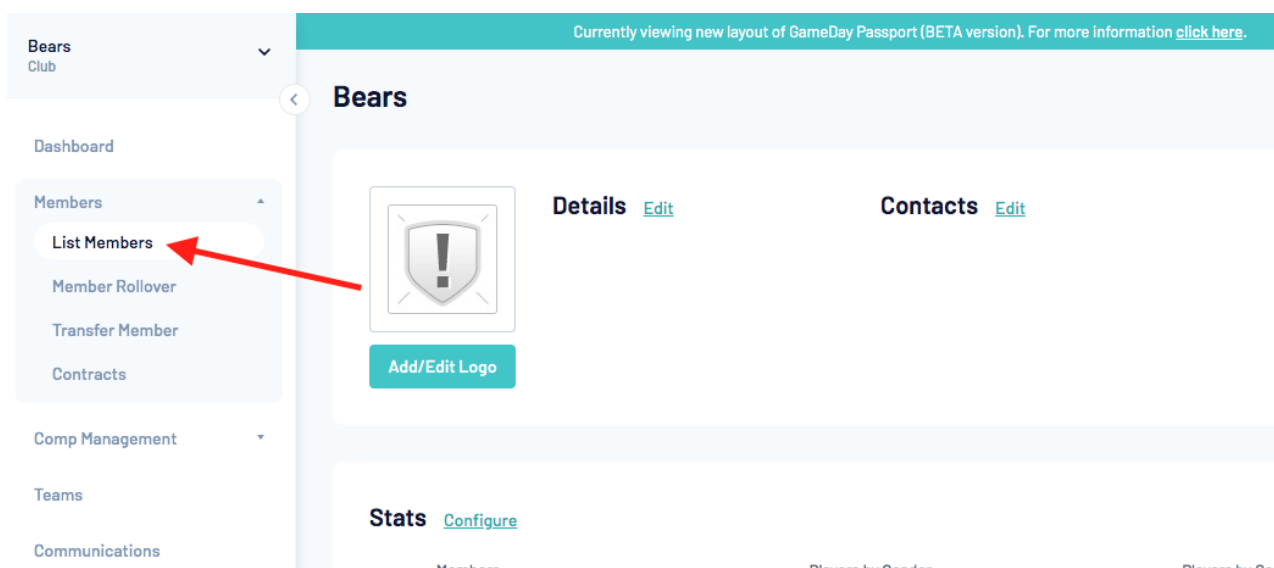 Bears
Club
Currently viewing new layout of GameDay Passport (BETA version). For more information click here.
Bears
Dashboard
Members
List Members
Member Rollover
Transfer Member
Contracts
Comp Management
Teams
Communications
Details Edit
Contacts Edit
Add/Edit Logo
Stats Configure